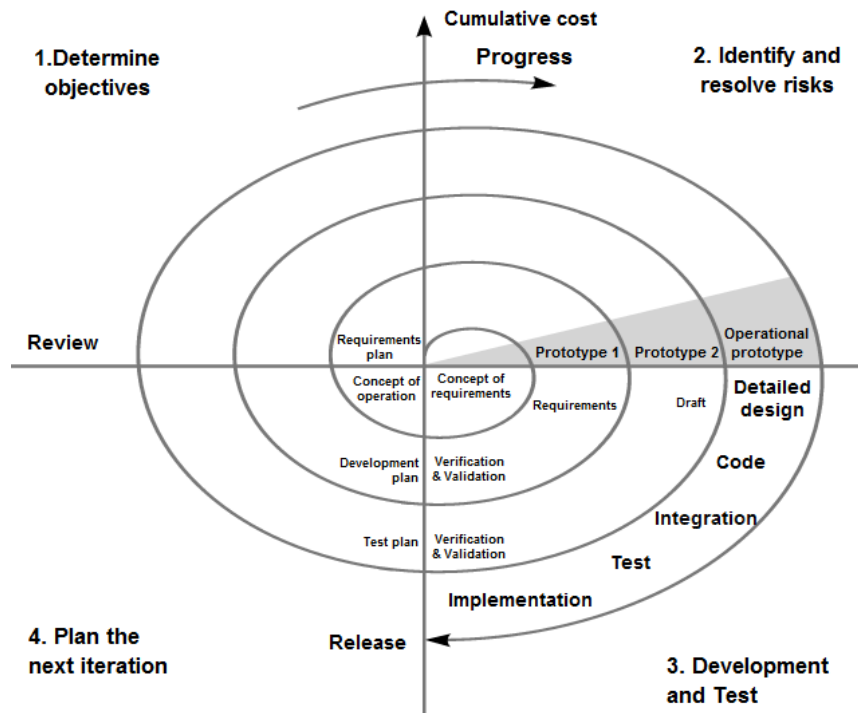 Cumulative cost
1.Determine
objectives
Progress
2. Identify and
resolve risks
Review
Requirements
plan
Prototype 1
Prototype 2
Operational
prototype
Concept of
operation
Concept of
requirements
Requirements
Draft
Detailed
design
Development
plan
Verification
& Validation
Code
Integration
Test plan
Verification
& Validation
Test
Implementation
4. Plan the
next iteration
Release
3. Development
and Test